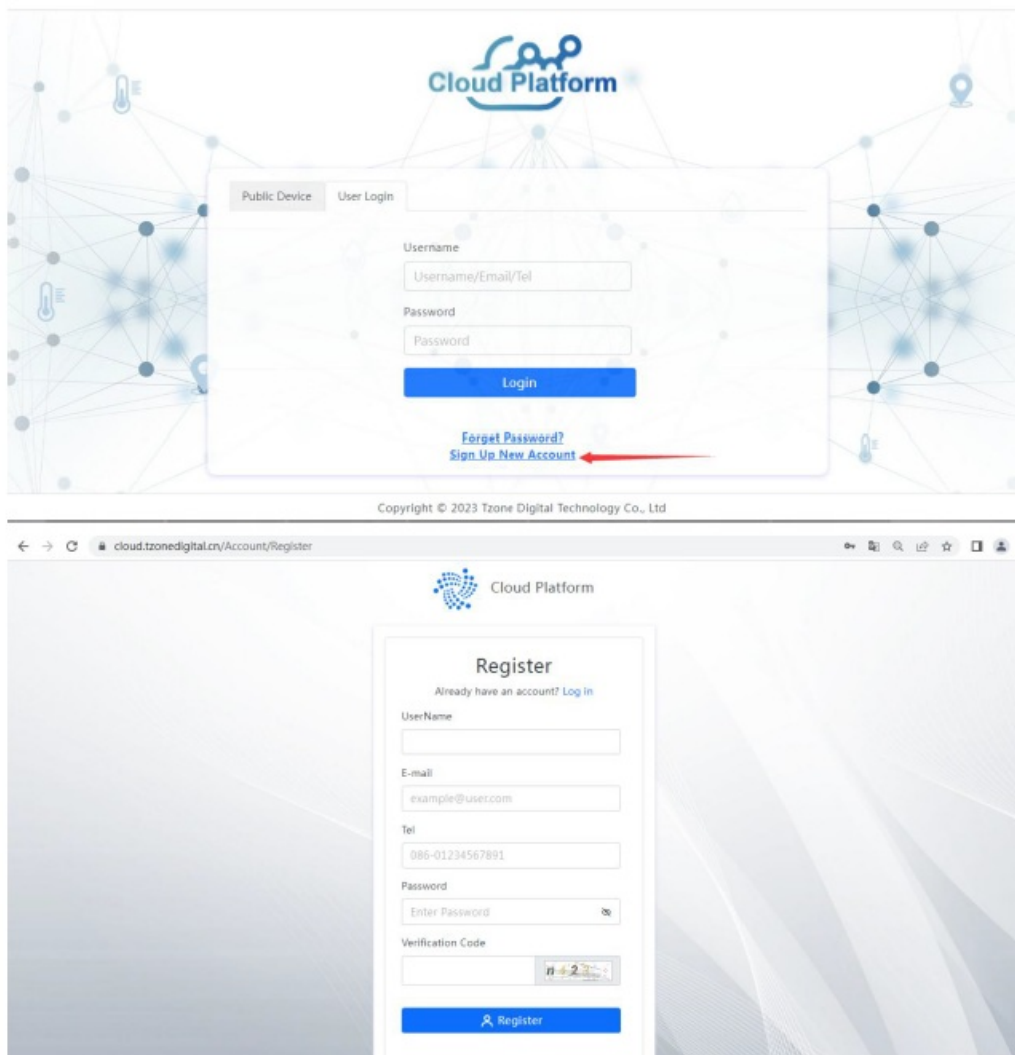 Cloud Platform
Public Device User Login
Username
Username/Email/Tel
Password
Password
Login
Forget Password?
Sign Up New Account
Copyright © 2023 Tzone Digital Technology Co., Ltd
cloud.tzonedigital.cn/Account/Register
Cloud Platform
Register
Already have an account? Log in
UserName
E-mail
example@user.com
Tel
086-01234567891
Password
Enter Password
Verification Code
Register